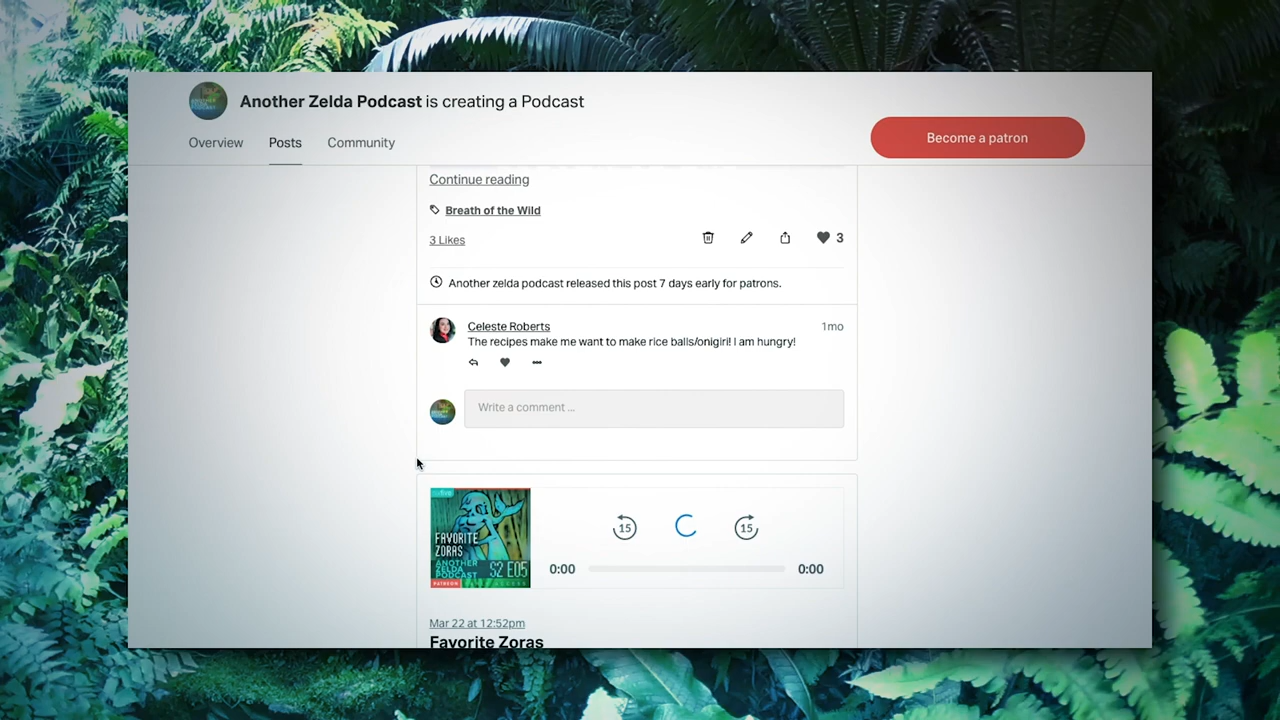 Another Zelda Podcast is creating a Podcast
Overview Posts Community
Become a patron
Continue reading
Breath of the Wild
3 Likes
3
Another zelda podcast released this post 7 days early for patrons.
Celeste Roberts
1mo
The recipes make me want to make rice balls/onigiri! I am hungry!
Write a comment ...
FAVORITE
ZORAS
ANOTHER
ZELDA
PODCAST
S2 E05
PATREON
15
15
0:00
0:00
Mar 22 at 12:52pm
Favorite Zoras